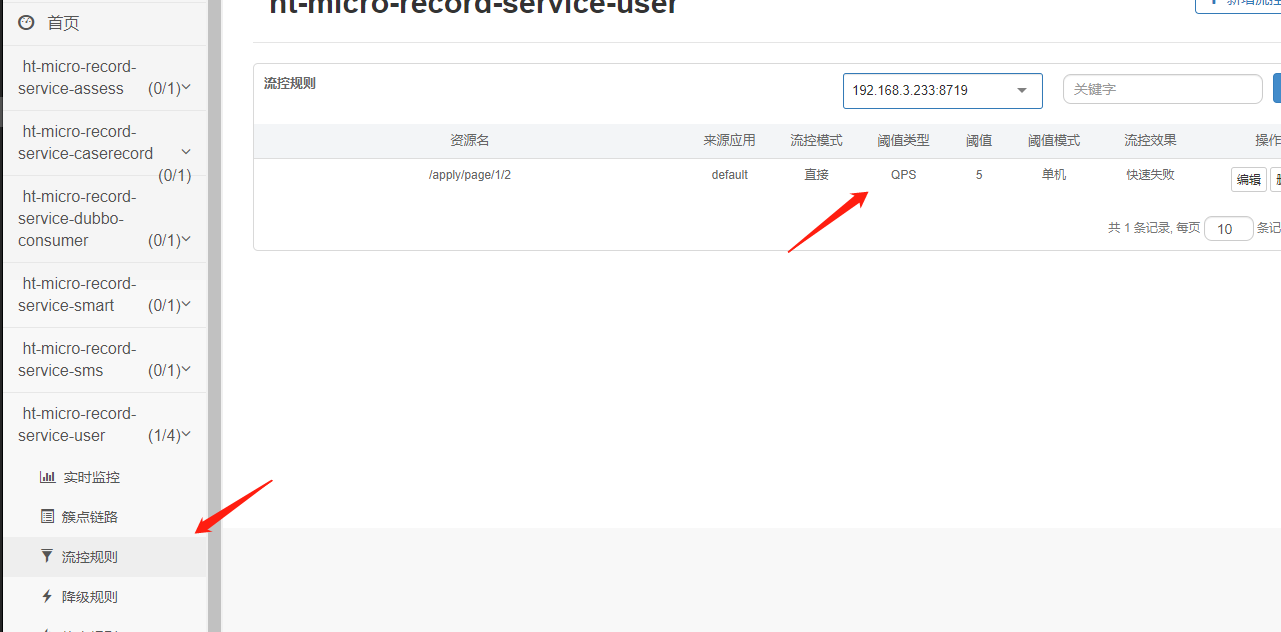 首页
ht-micro-record-
service-assess (0/1)
ht-micro-record-
service-caserecord
(0/1)
ht-micro-record-
service-dubbo-
consumer (0/1)
ht-micro-record-
service-smart (0/1)
ht-micro-record-
service-sms (0/1)
ht-micro-record-
service-user (1/4)
实时监控
簇点链路
流控规则
降级规则
ht-micro-record-service-user
流控规则 192.168.3.233:8719 关键字
资源名 来源应用 流控模式 阈值类型 阈值 阈值模式 流控效果 操作
/apply/page/1/2 default 直接 QPS 5 单机 快速失败 编辑
共 1 条记录, 每页 10 条记